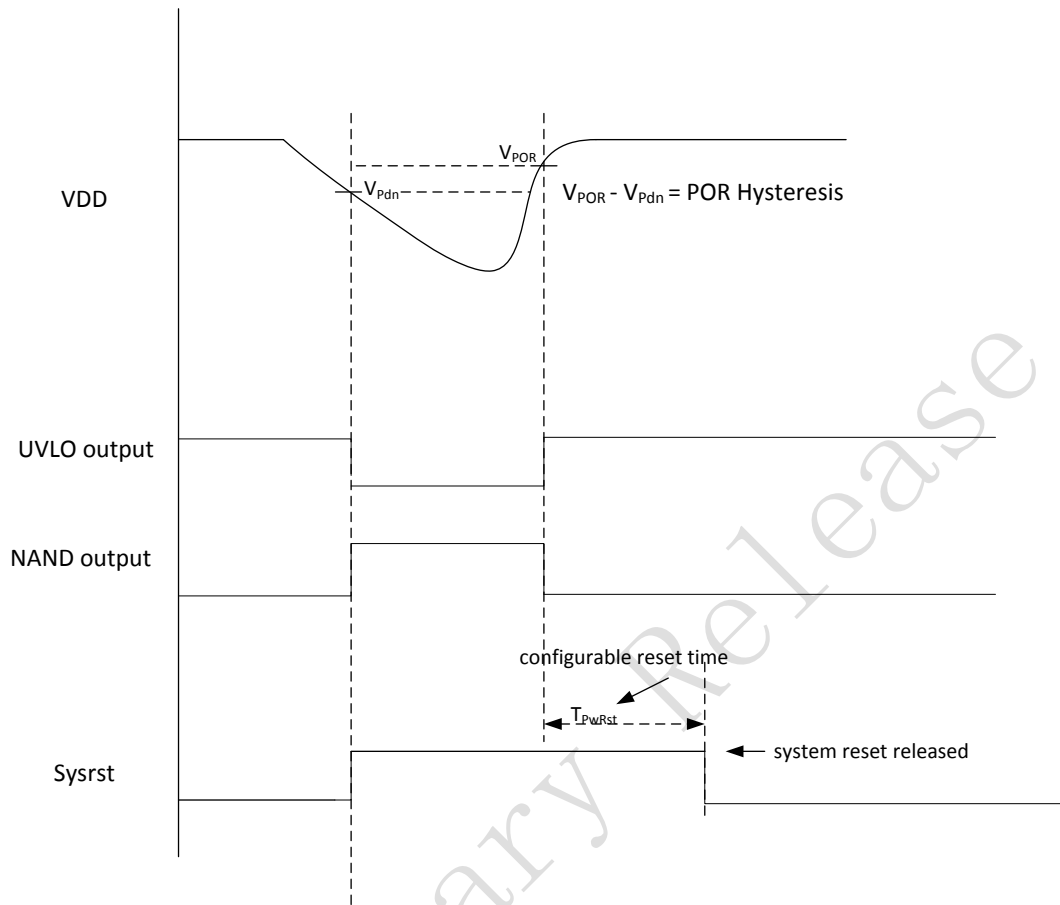 V_POR
VDD
V_Pdn
V_POR - V_Pdn = POR Hysteresis
UVLO output
NAND output
configurable reset time
T_PwRst
Sysrst
system reset released
ary Release